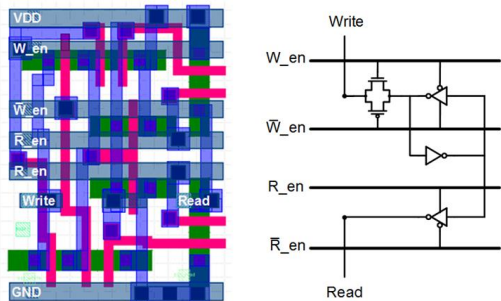 VDD
W_en
W̅_en
R̅_en
R_en
Write
Read
GND
Write
W_en
W̅_en
R_en
R̅_en
Read